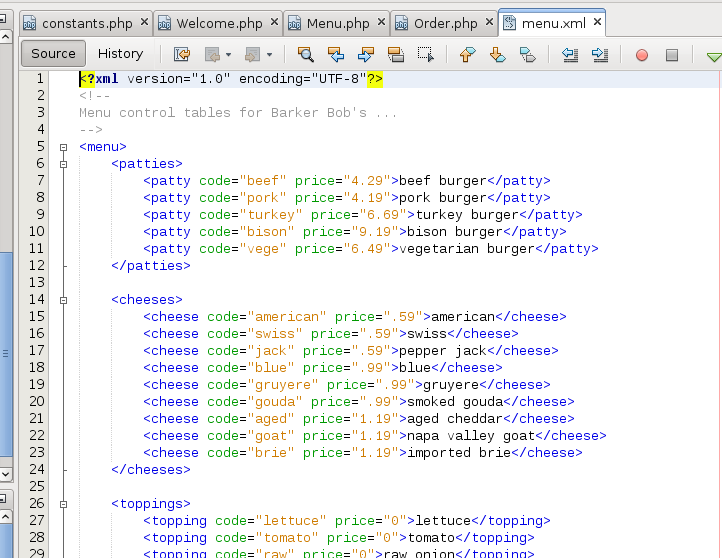 constants.php Welcome.php Menu.php Order.php menu.xml
Source History
1 <?xml version="1.0" encoding="UTF-8"?>
2 <!--
3 Menu control tables for Barker Bob's ...
4 -->
5 <menu>
6 <patties>
7 <patty code="beef" price="4.29">beef burger</patty>
8 <patty code="pork" price="4.19">pork burger</patty>
9 <patty code="turkey" price="6.69">turkey burger</patty>
10 <patty code="bison" price="9.19">bison burger</patty>
11 <patty code="vege" price="6.49">vegetarian burger</patty>
12 </patties>
13
14 <cheeses>
15 <cheese code="american" price=".59">american</cheese>
16 <cheese code="swiss" price=".59">swiss</cheese>
17 <cheese code="jack" price=".59">pepper jack</cheese>
18 <cheese code="blue" price=".99">blue</cheese>
19 <cheese code="gruyere" price=".99">gruyere</cheese>
20 <cheese code="gouda" price=".99">smoked gouda</cheese>
21 <cheese code="aged" price="1.19">aged cheddar</cheese>
22 <cheese code="goat" price="1.19">napa valley goat</cheese>
23 <cheese code="brie" price="1.19">imported brie</cheese>
24 </cheeses>
25
26 <toppings>
27 <topping code="lettuce" price="0">lettuce</topping>
28 <topping code="tomato" price="0">tomato</topping>
29 <topping code="raw" price="0">raw onion</topping>